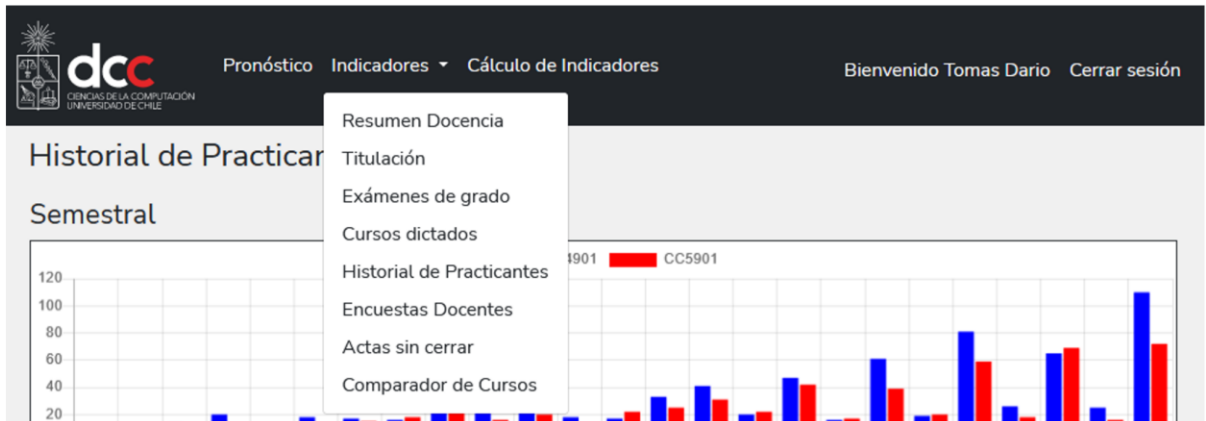 dcc
CIENCIAS DE LA COMPUTACIÓN
UNIVERSIDAD DE CHILE
Pronóstico Indicadores Cálculo de Indicadores
Bienvenido Tomas Dario Cerrar sesión
Resumen Docencia
Titulación
Exámenes de grado
Cursos dictados
Historial de Practicantes
Encuestas Docentes
Actas sin cerrar
Comparador de Cursos
Historial de Practicar
Semestral
4901 CC5901
120
100
80
60
40
20